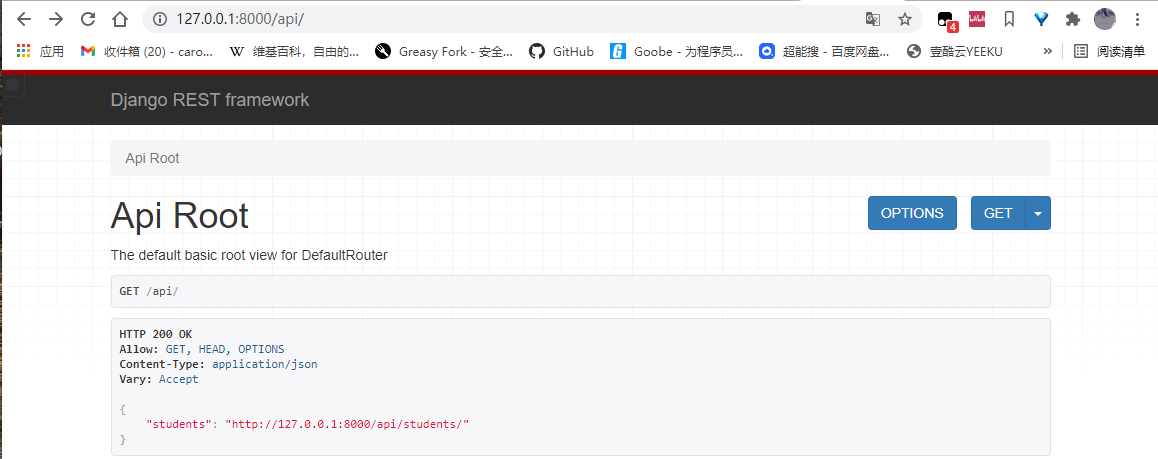 127.0.0.1:8000/api/
4
应用 收件箱 (20) - caro... 维基百科，自由的... Greasy Fork - 安全... GitHub Goobe - 为程序员... 超能搜 - 百度网盘... 壹酷云YEEKU » 阅读清单
Django REST framework
Api Root
Api Root OPTIONS GET
The default basic root view for DefaultRouter
GET /api/
HTTP 200 OK
Allow: GET, HEAD, OPTIONS
Content-Type: application/json
Vary: Accept
{
"students": "http://127.0.0.1:8000/api/students/"
}